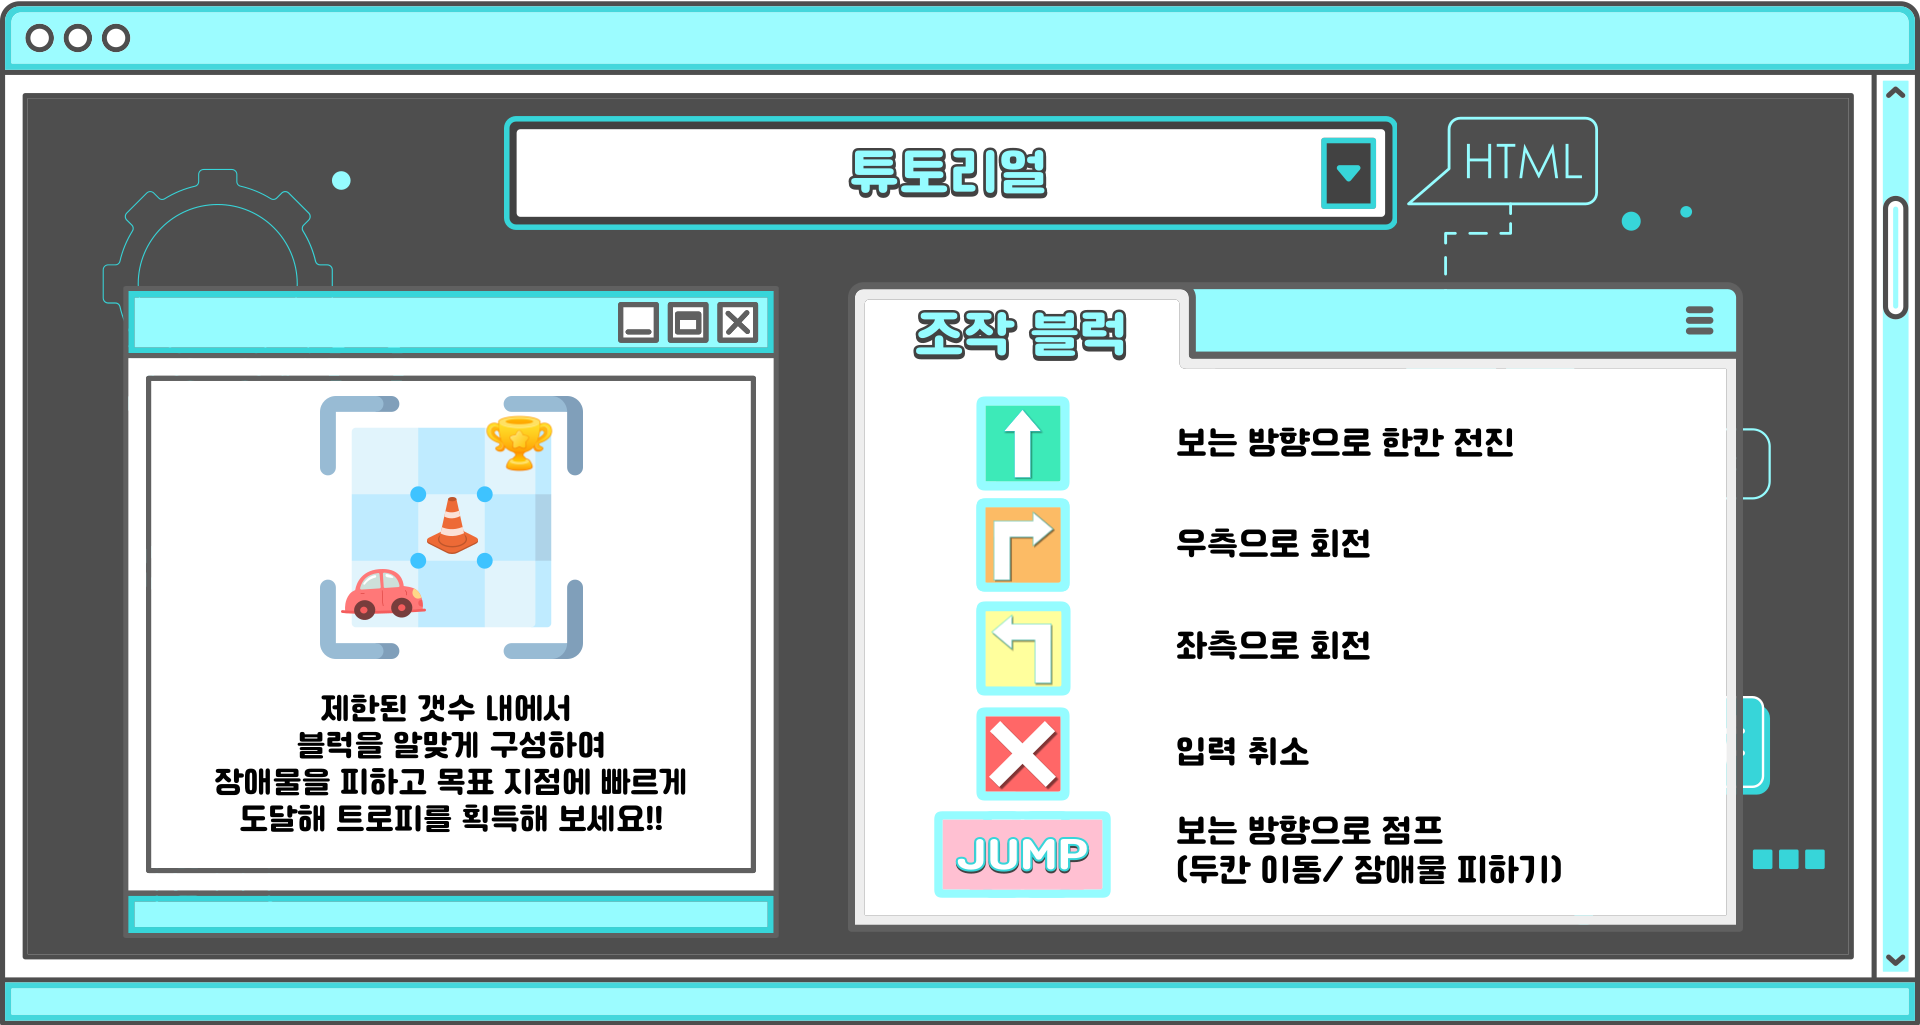 튜토리얼
HTML
제한된 갯수 내에서
블럭을 알맞게 구성하여
장애물을 피하고 목표 지점에 빠르게
도달해 트로피를 획득해 보세요!!
조작 블럭
보는 방향으로 한칸 전진
우측으로 회전
좌측으로 회전
입력 취소
JUMP
보는 방향으로 점프
(두칸 이동/ 장애물 피하기)